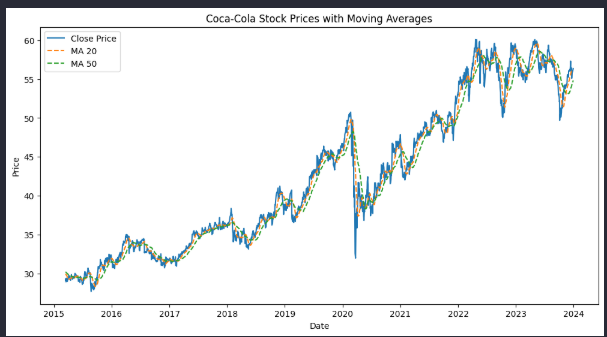 Coca-Cola Stock Prices with Moving Averages
Close Price
MA 20
MA 50
60
55
50
45
40
35
30
Price
2015 2016 2017 2018 2019 2020 2021 2022 2023 2024
Date